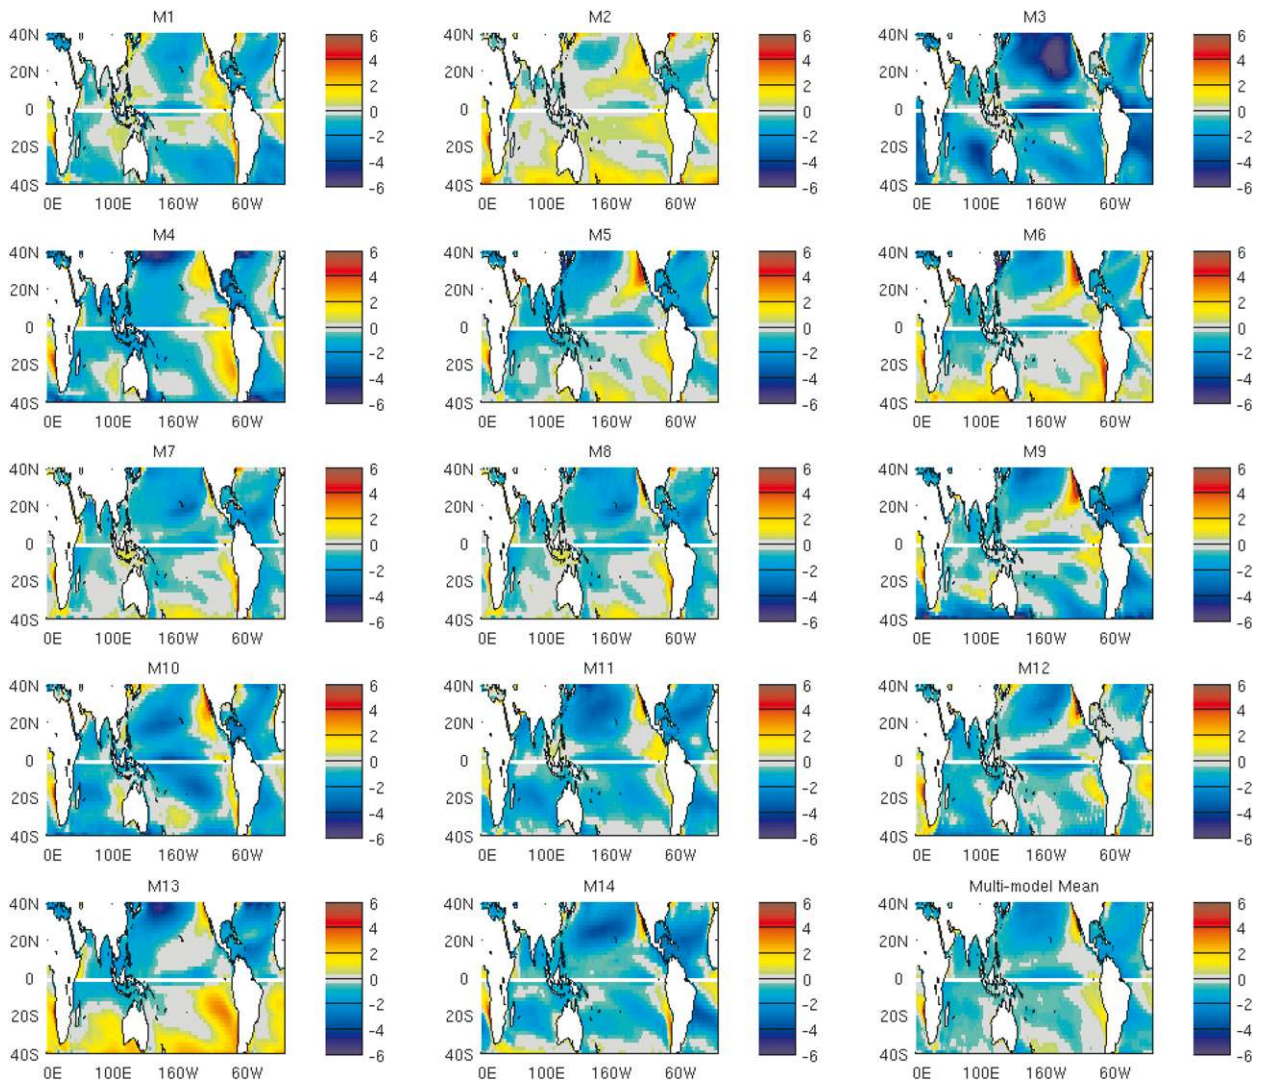 M1 M2 M3
40N 6 40N 6 40N 6
20N 4 20N 4 20N 4
2 2 2
0 0 0 0 0 0
-2 -2 -2
20S -4 20S -4 20S -4
40S -6 40S -6 40S -6
0E 100E 160W 60W 0E 100E 160W 60W 0E 100E 160W 60W
M4 M5 M6
40N 6 40N 6 40N 6
20N 4 20N 4 20N 4
2 2 2
0 0 0 0 0 0
-2 -2 -2
20S -4 20S -4 20S -4
40S -6 40S -6 40S -6
0E 100E 160W 60W 0E 100E 160W 60W 0E 100E 160W 60W
M7 M8 M9
40N 6 40N 6 40N 6
20N 4 20N 4 20N 4
2 2 2
0 0 0 0 0 0
-2 -2 -2
20S -4 20S -4 20S -4
40S -6 40S -6 40S -6
0E 100E 160W 60W 0E 100E 160W 60W 0E 100E 160W 60W
M10 M11 M12
40N 6 40N 6 40N 6
20N 4 20N 4 20N 4
2 2 2
0 0 0 0 0 0
-2 -2 -2
20S -4 20S -4 20S -4
40S -6 40S -6 40S -6
0E 100E 160W 60W 0E 100E 160W 60W 0E 100E 160W 60W
M13 M14 Multi-model Mean
40N 6 40N 6 40N 6
20N 4 20N 4 20N 4
2 2 2
0 0 0 0 0 0
-2 -2 -2
20S -4 20S -4 20S -4
40S -6 40S -6 40S -6
0E 100E 160W 60W 0E 100E 160W 60W 0E 100E 160W 60W